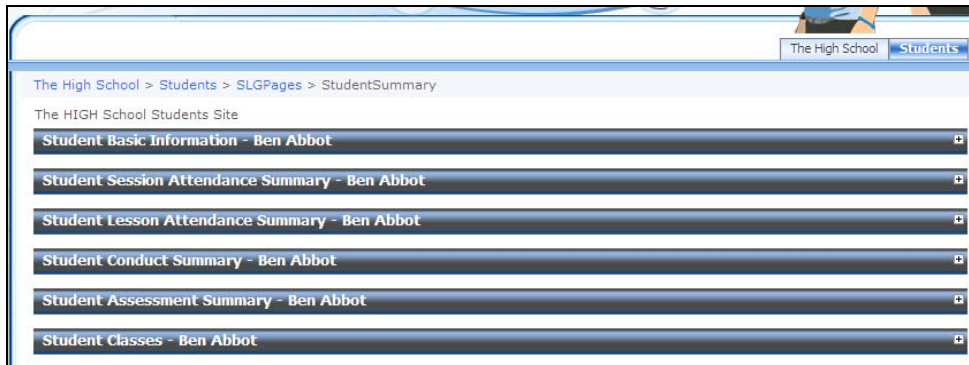 The High School Students
The High School > Students > SLGPages > StudentSummary
The HIGH School Students Site
Student Basic Information - Ben Abbot
Student Session Attendance Summary - Ben Abbot
Student Lesson Attendance Summary - Ben Abbot
Student Conduct Summary - Ben Abbot
Student Assessment Summary - Ben Abbot
Student Classes - Ben Abbot